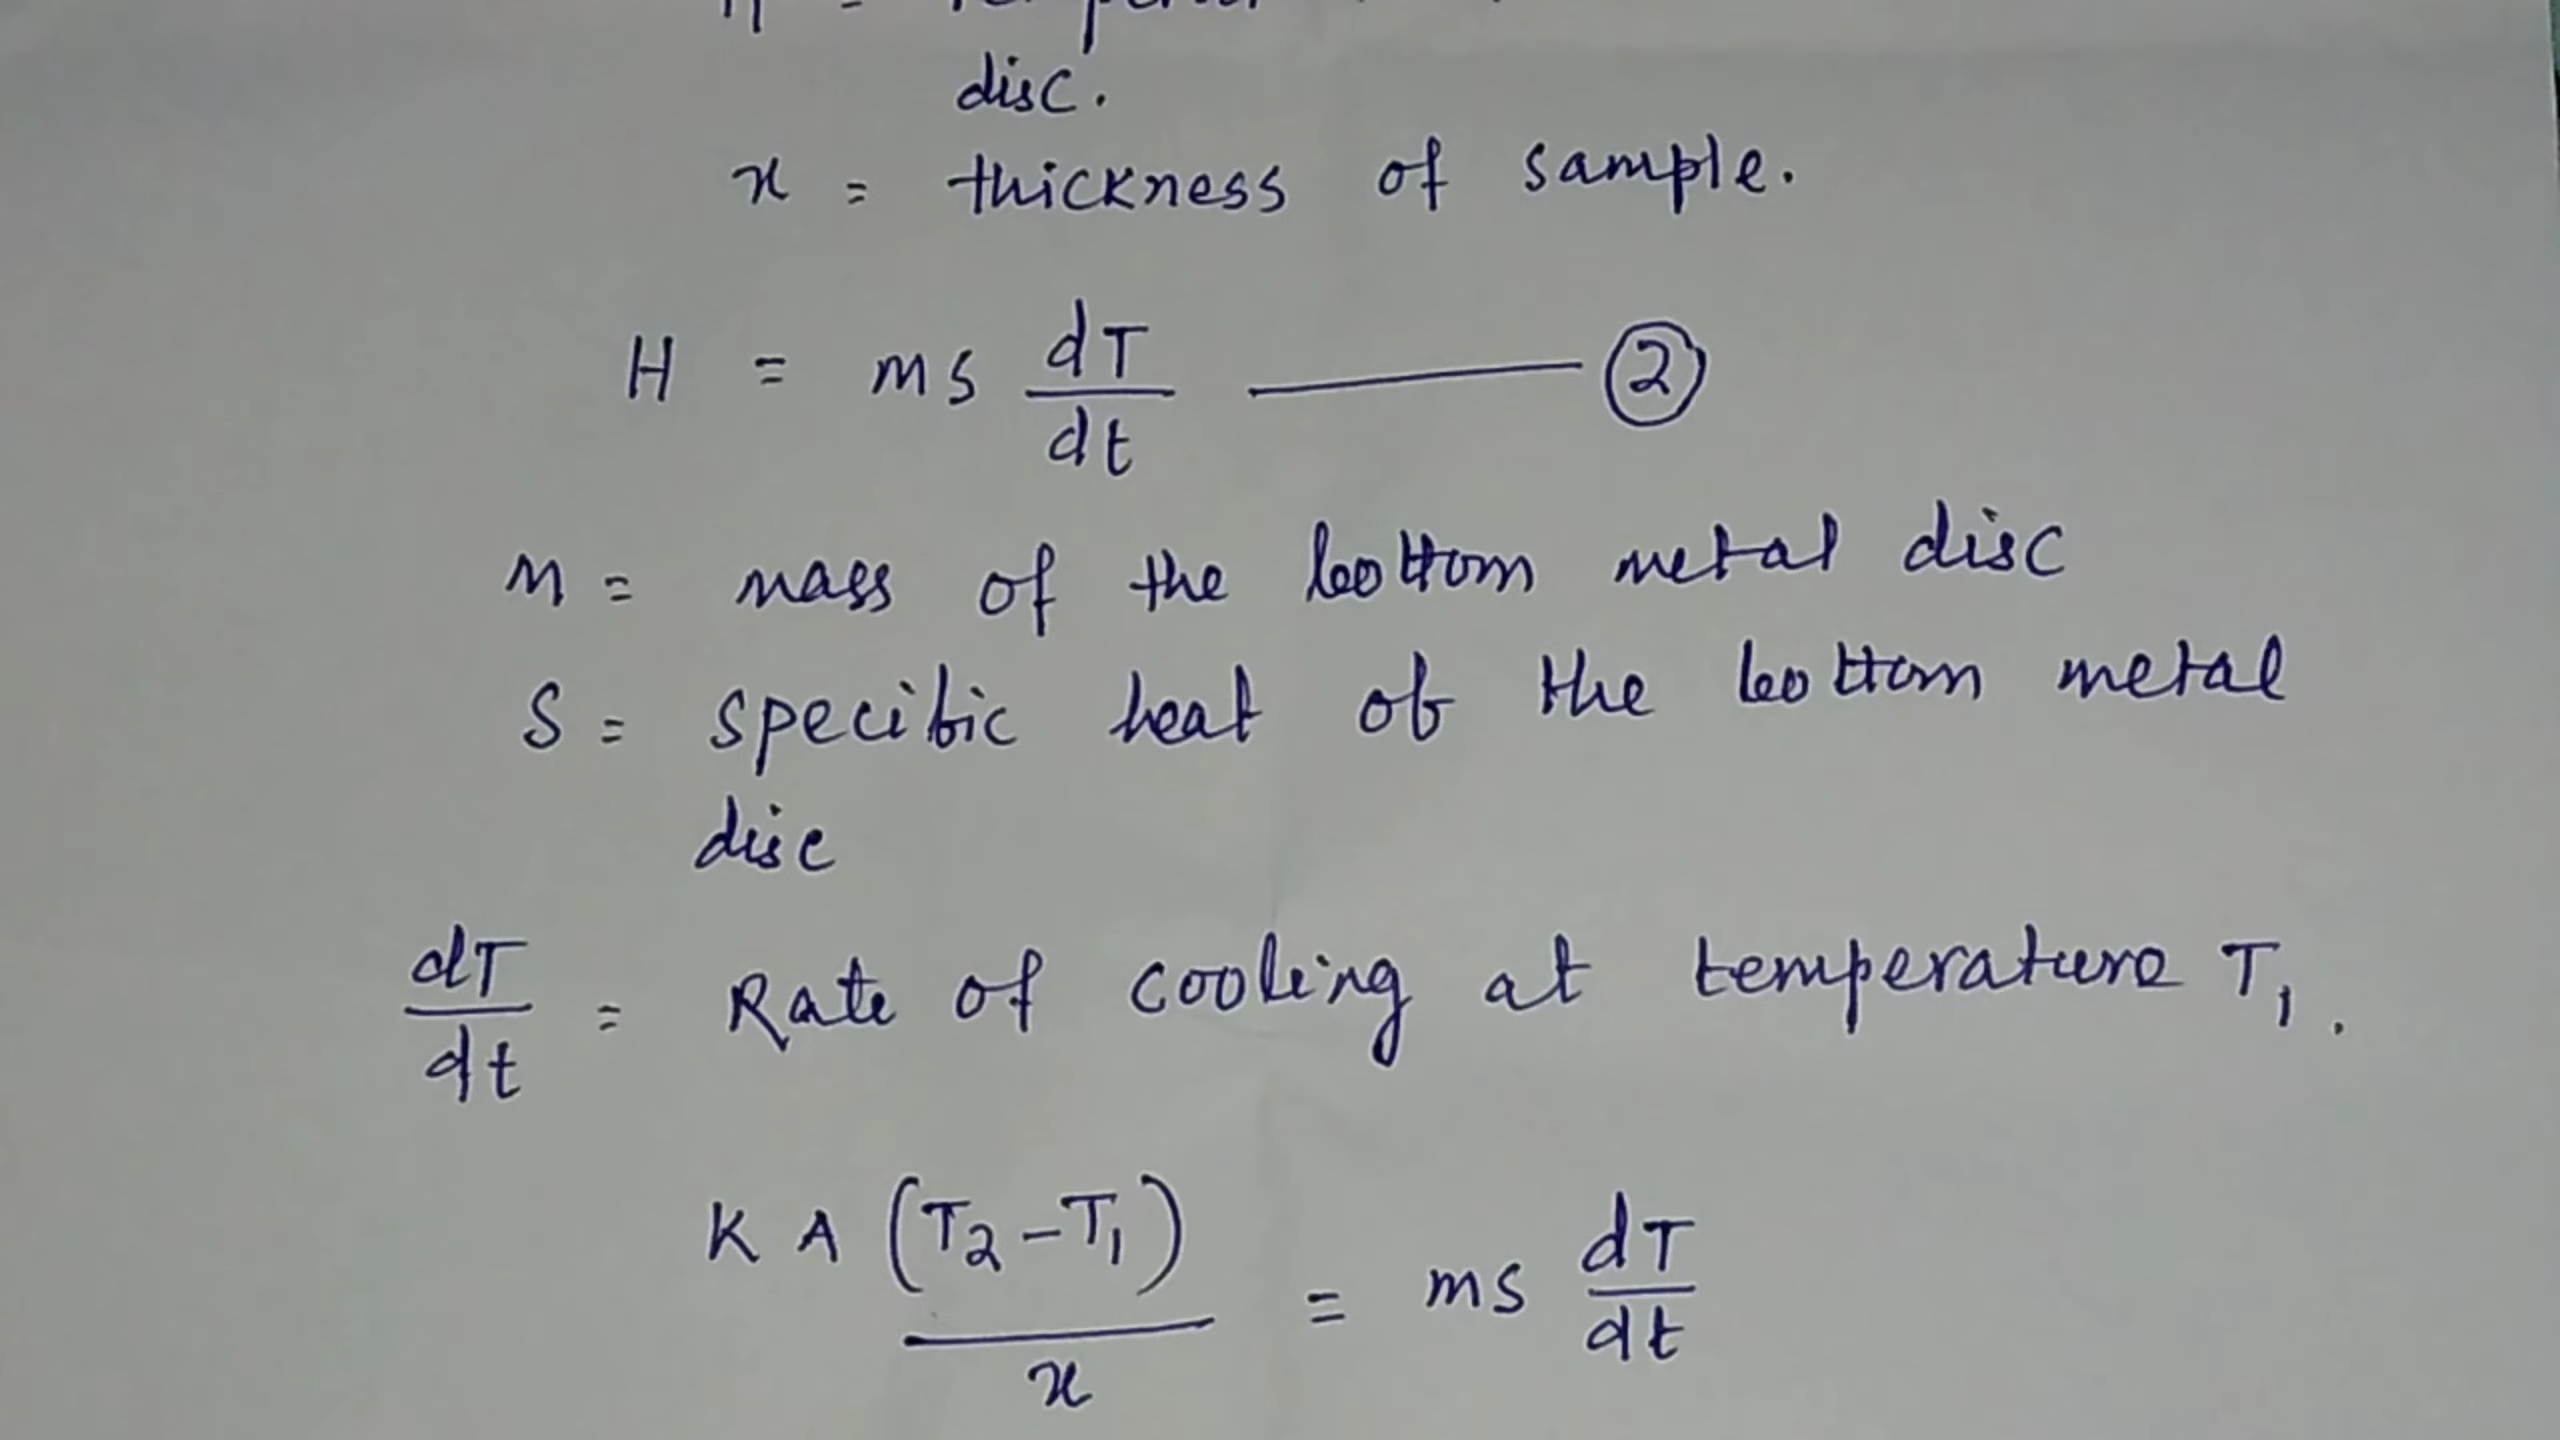 disc.
x = thickness of sample.
H = ms dT/dt ——— ②
m = mass of the bottom metal disc
S = specific heat of the bottom metal
disc
dT/dt = Rate of cooling at temperature T₁.
K A (T₂ - T₁)/x = ms dT/dt